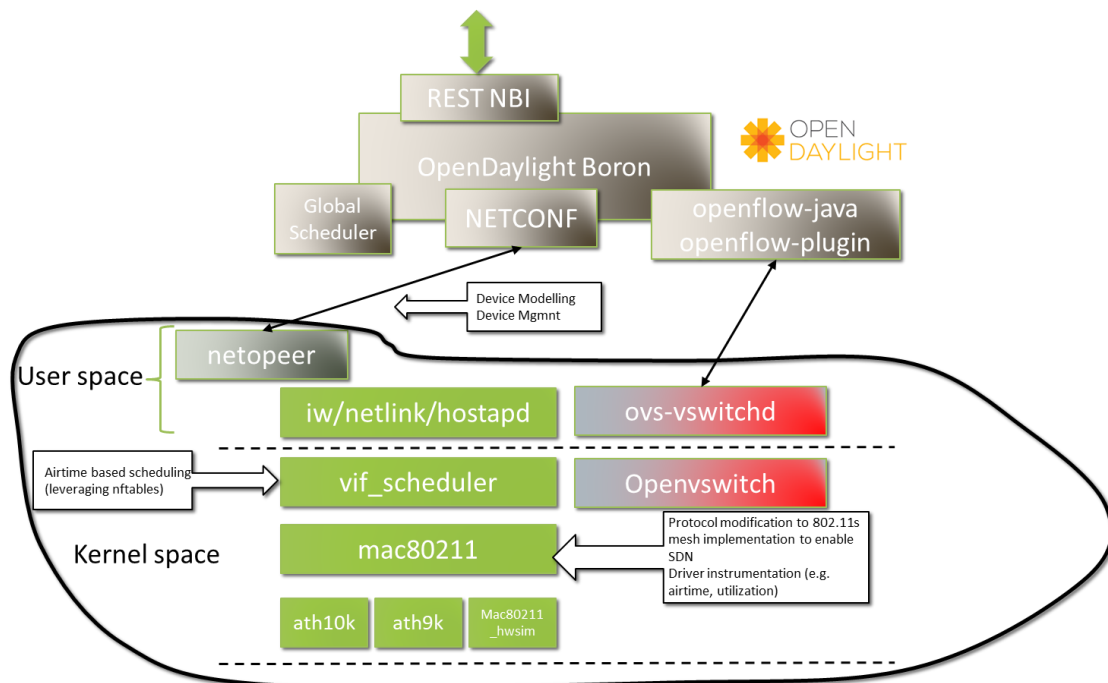 REST NBI
OpenDaylight Boron
OPEN
DAYLIGHT
Global
Scheduler
NETCONF
openflow-java
openflow-plugin
Device Modelling
Device Mgmnt
netopeer
User space
iw/netlink/hostapd
ovs-vswitchd
Airtime based scheduling
(leveraging nftables)
vif_scheduler
Openvswitch
Kernel space
mac80211
Protocol modification to 802.11s
mesh implementation to enable
SDN
Driver instrumentation (e.g.
airtime, utilization)
ath10k
ath9k
Mac80211
_hwsim